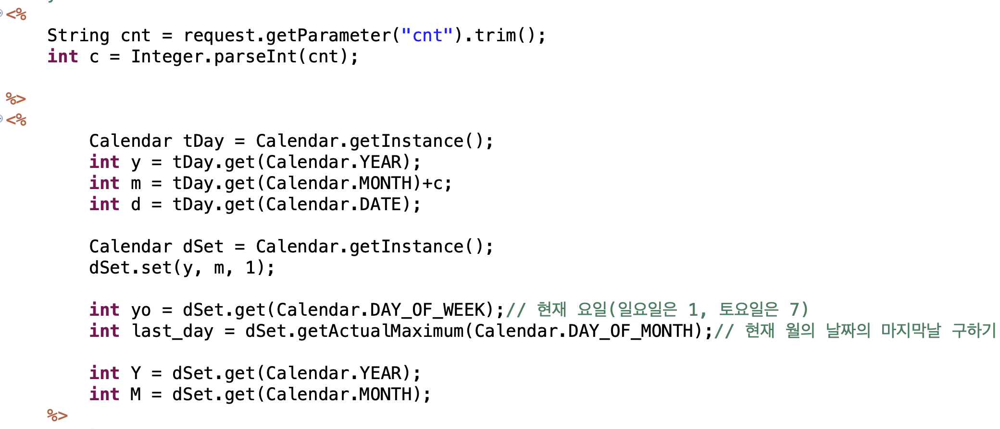 <%
String cnt = request.getParameter("cnt").trim();
int c = Integer.parseInt(cnt);
%>
<%
Calendar tDay = Calendar.getInstance();
int y = tDay.get(Calendar.YEAR);
int m = tDay.get(Calendar.MONTH)+c;
int d = tDay.get(Calendar.DATE);
Calendar dSet = Calendar.getInstance();
dSet.set(y, m, 1);
int yo = dSet.get(Calendar.DAY_OF_WEEK);// 현재 요일(일요일은 1, 토요일은 7)
int last_day = dSet.getActualMaximum(Calendar.DAY_OF_MONTH);// 현재 월의 날짜의 마지막날 구하기
int Y = dSet.get(Calendar.YEAR);
int M = dSet.get(Calendar.MONTH);
%>